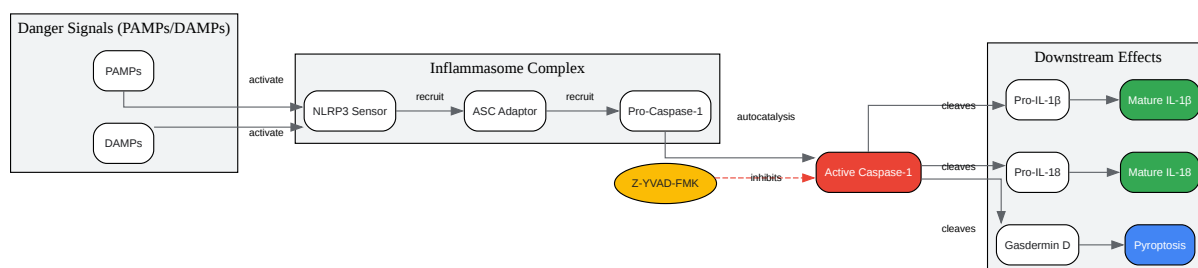 Danger Signals (PAMPs/DAMPs)
PAMPs
DAMPs
activate
activate
Inflammasome Complex
NLRP3 Sensor
recruit
ASC Adaptor
recruit
Pro-Caspase-1
autocatalysis
Z-YVAD-FMK
inhibits
Active Caspase-1
cleaves
cleaves
cleaves
Downstream Effects
Pro-IL-1β
Mature IL-1β
Pro-IL-18
Mature IL-18
Gasdermin D
Pyroptosis